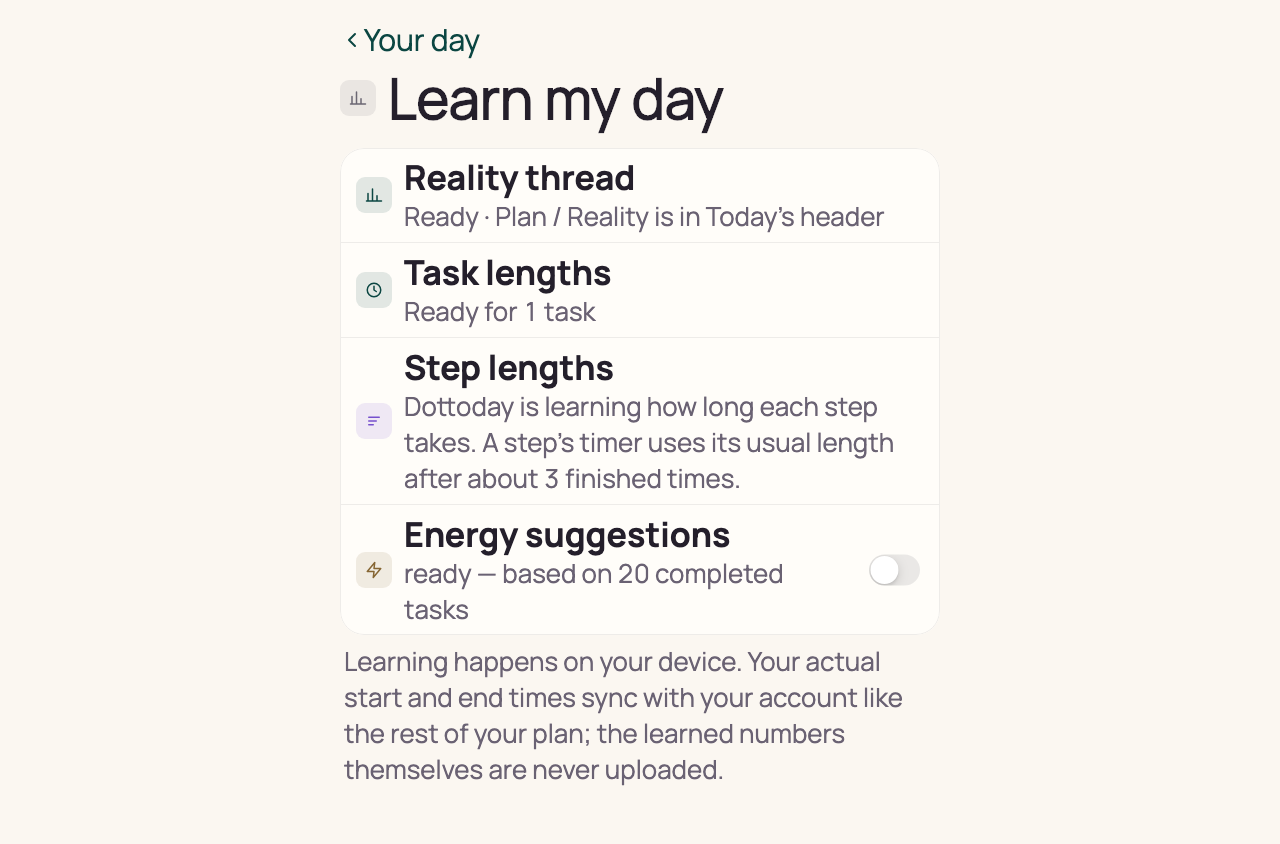 Your day
Learn my day
Reality thread
Ready · Plan / Reality is in Today’s header
Task lengths
Ready for 1 task
Step lengths
Dottoday is learning how long each step
takes. A step’s timer uses its usual length
after about 3 finished times.
Energy suggestions
ready — based on 20 completed
tasks
Learning happens on your device. Your actual
start and end times sync with your account like
the rest of your plan; the learned numbers
themselves are never uploaded.